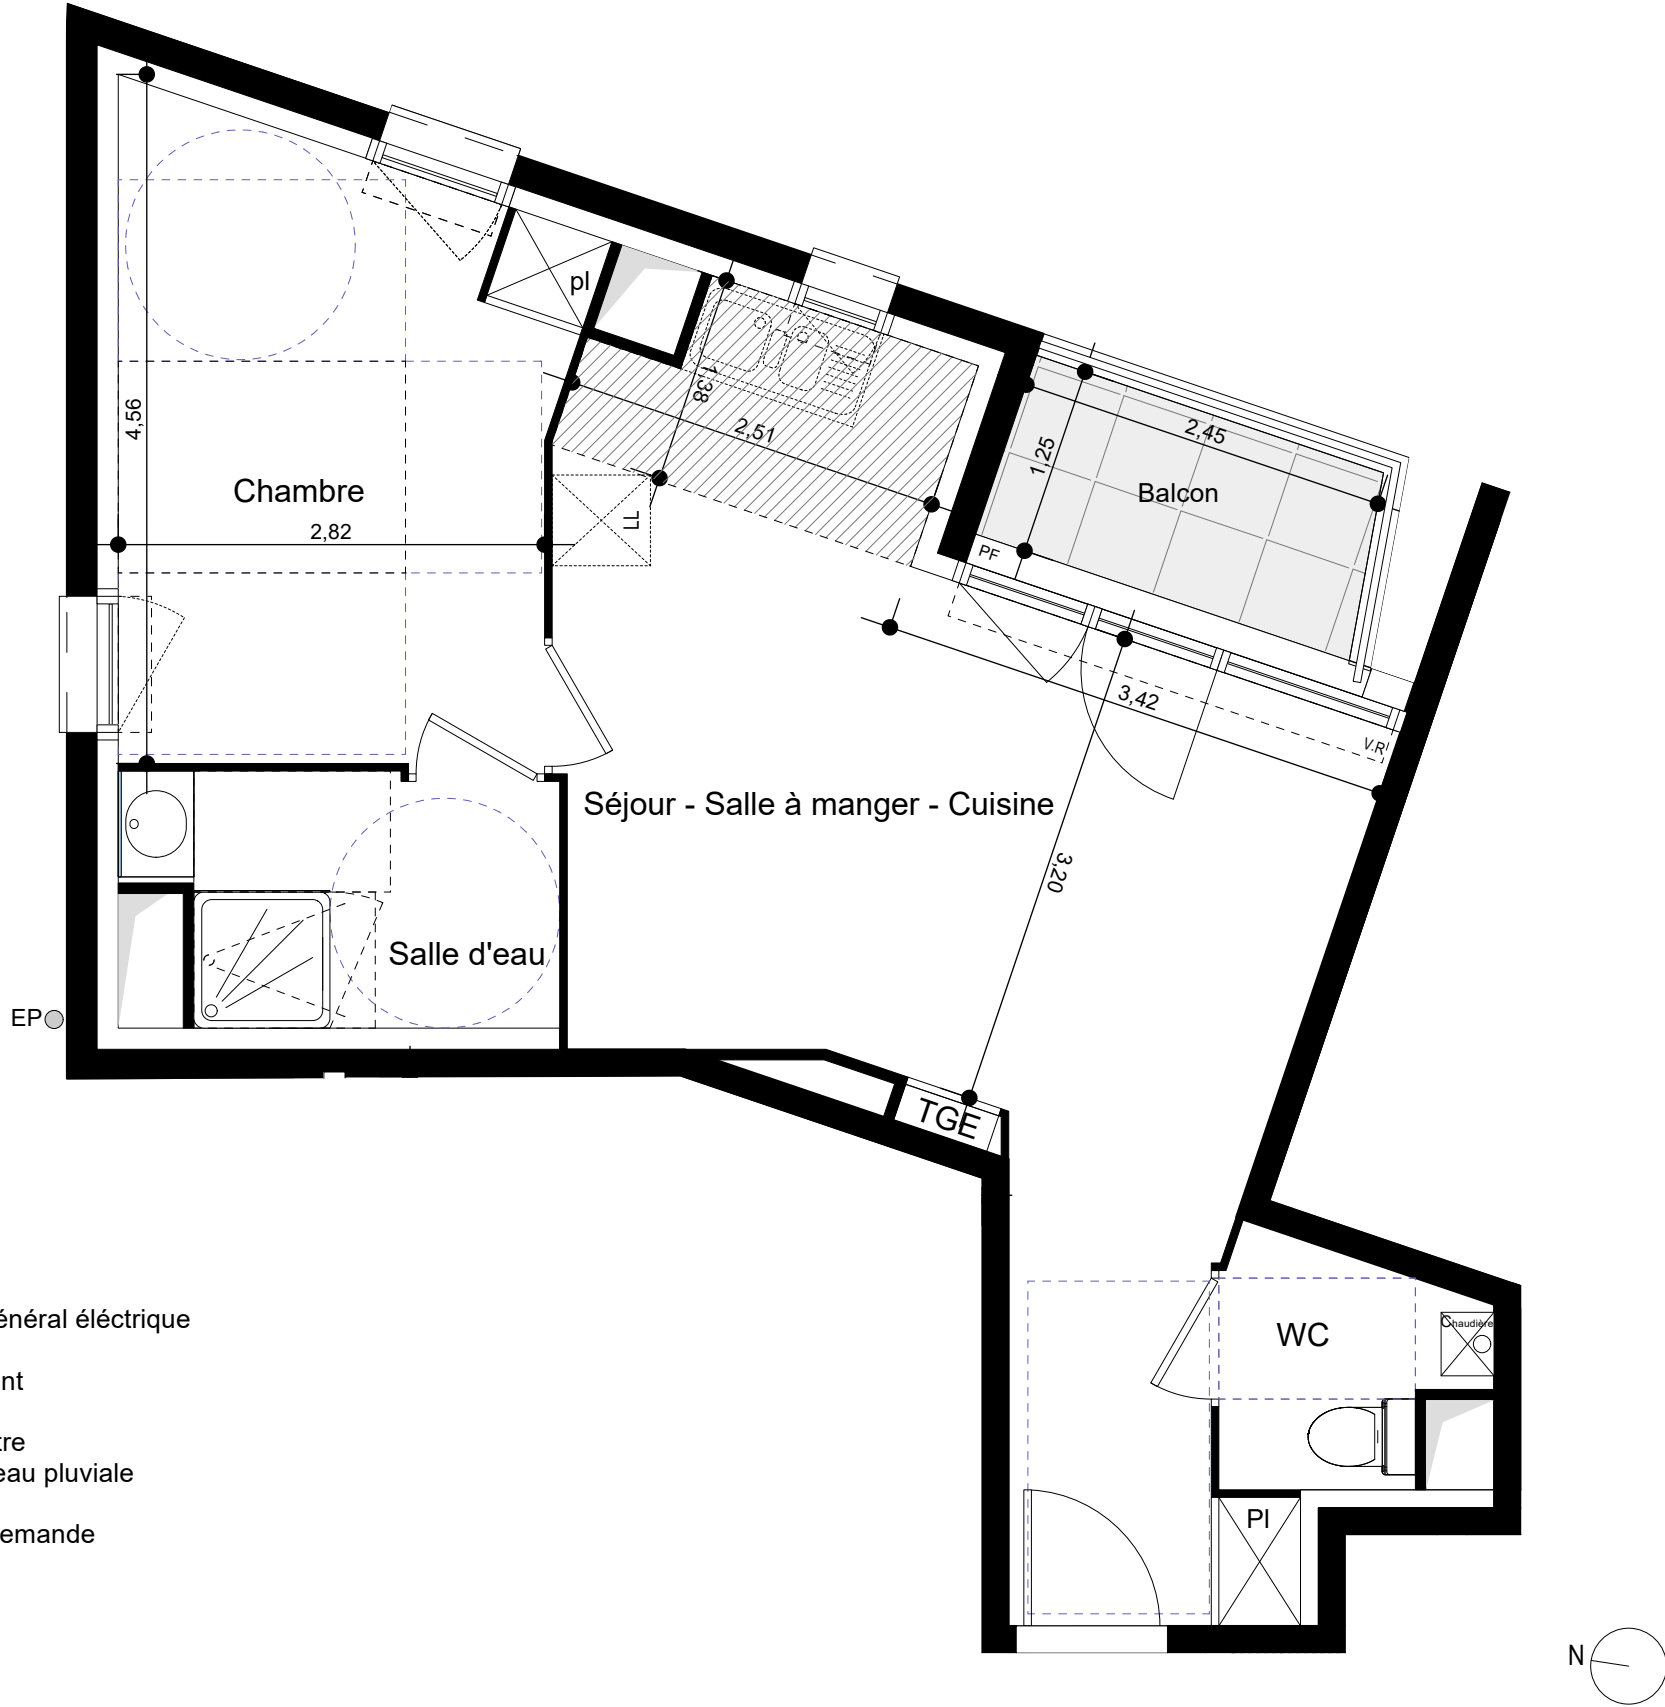 pl
4,56
1,38
2,51
2,45
1,25
Chambre
2,82
LL
Balcon
PF
3,42
V.R
Séjour - Salle à manger - Cuisine
3,20
Salle d'eau
EP
TGE
énéral éléctrique
WC
Chaudière
nt
tre
eau pluviale
Pl
emande
N